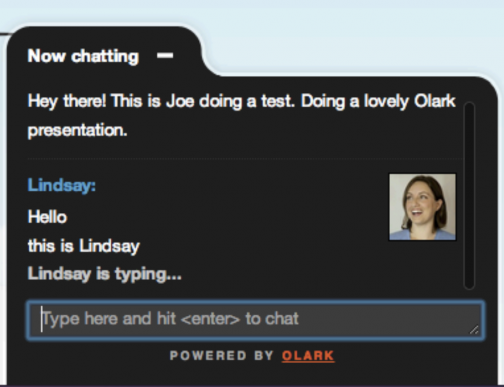 Now chatting
Hey there! This is Joe doing a test. Doing a lovely Olark
presentation.
Lindsay:
Hello
this is Lindsay
Lindsay is typing...
Type here and hit <enter> to chat
POWERED BY OLARK